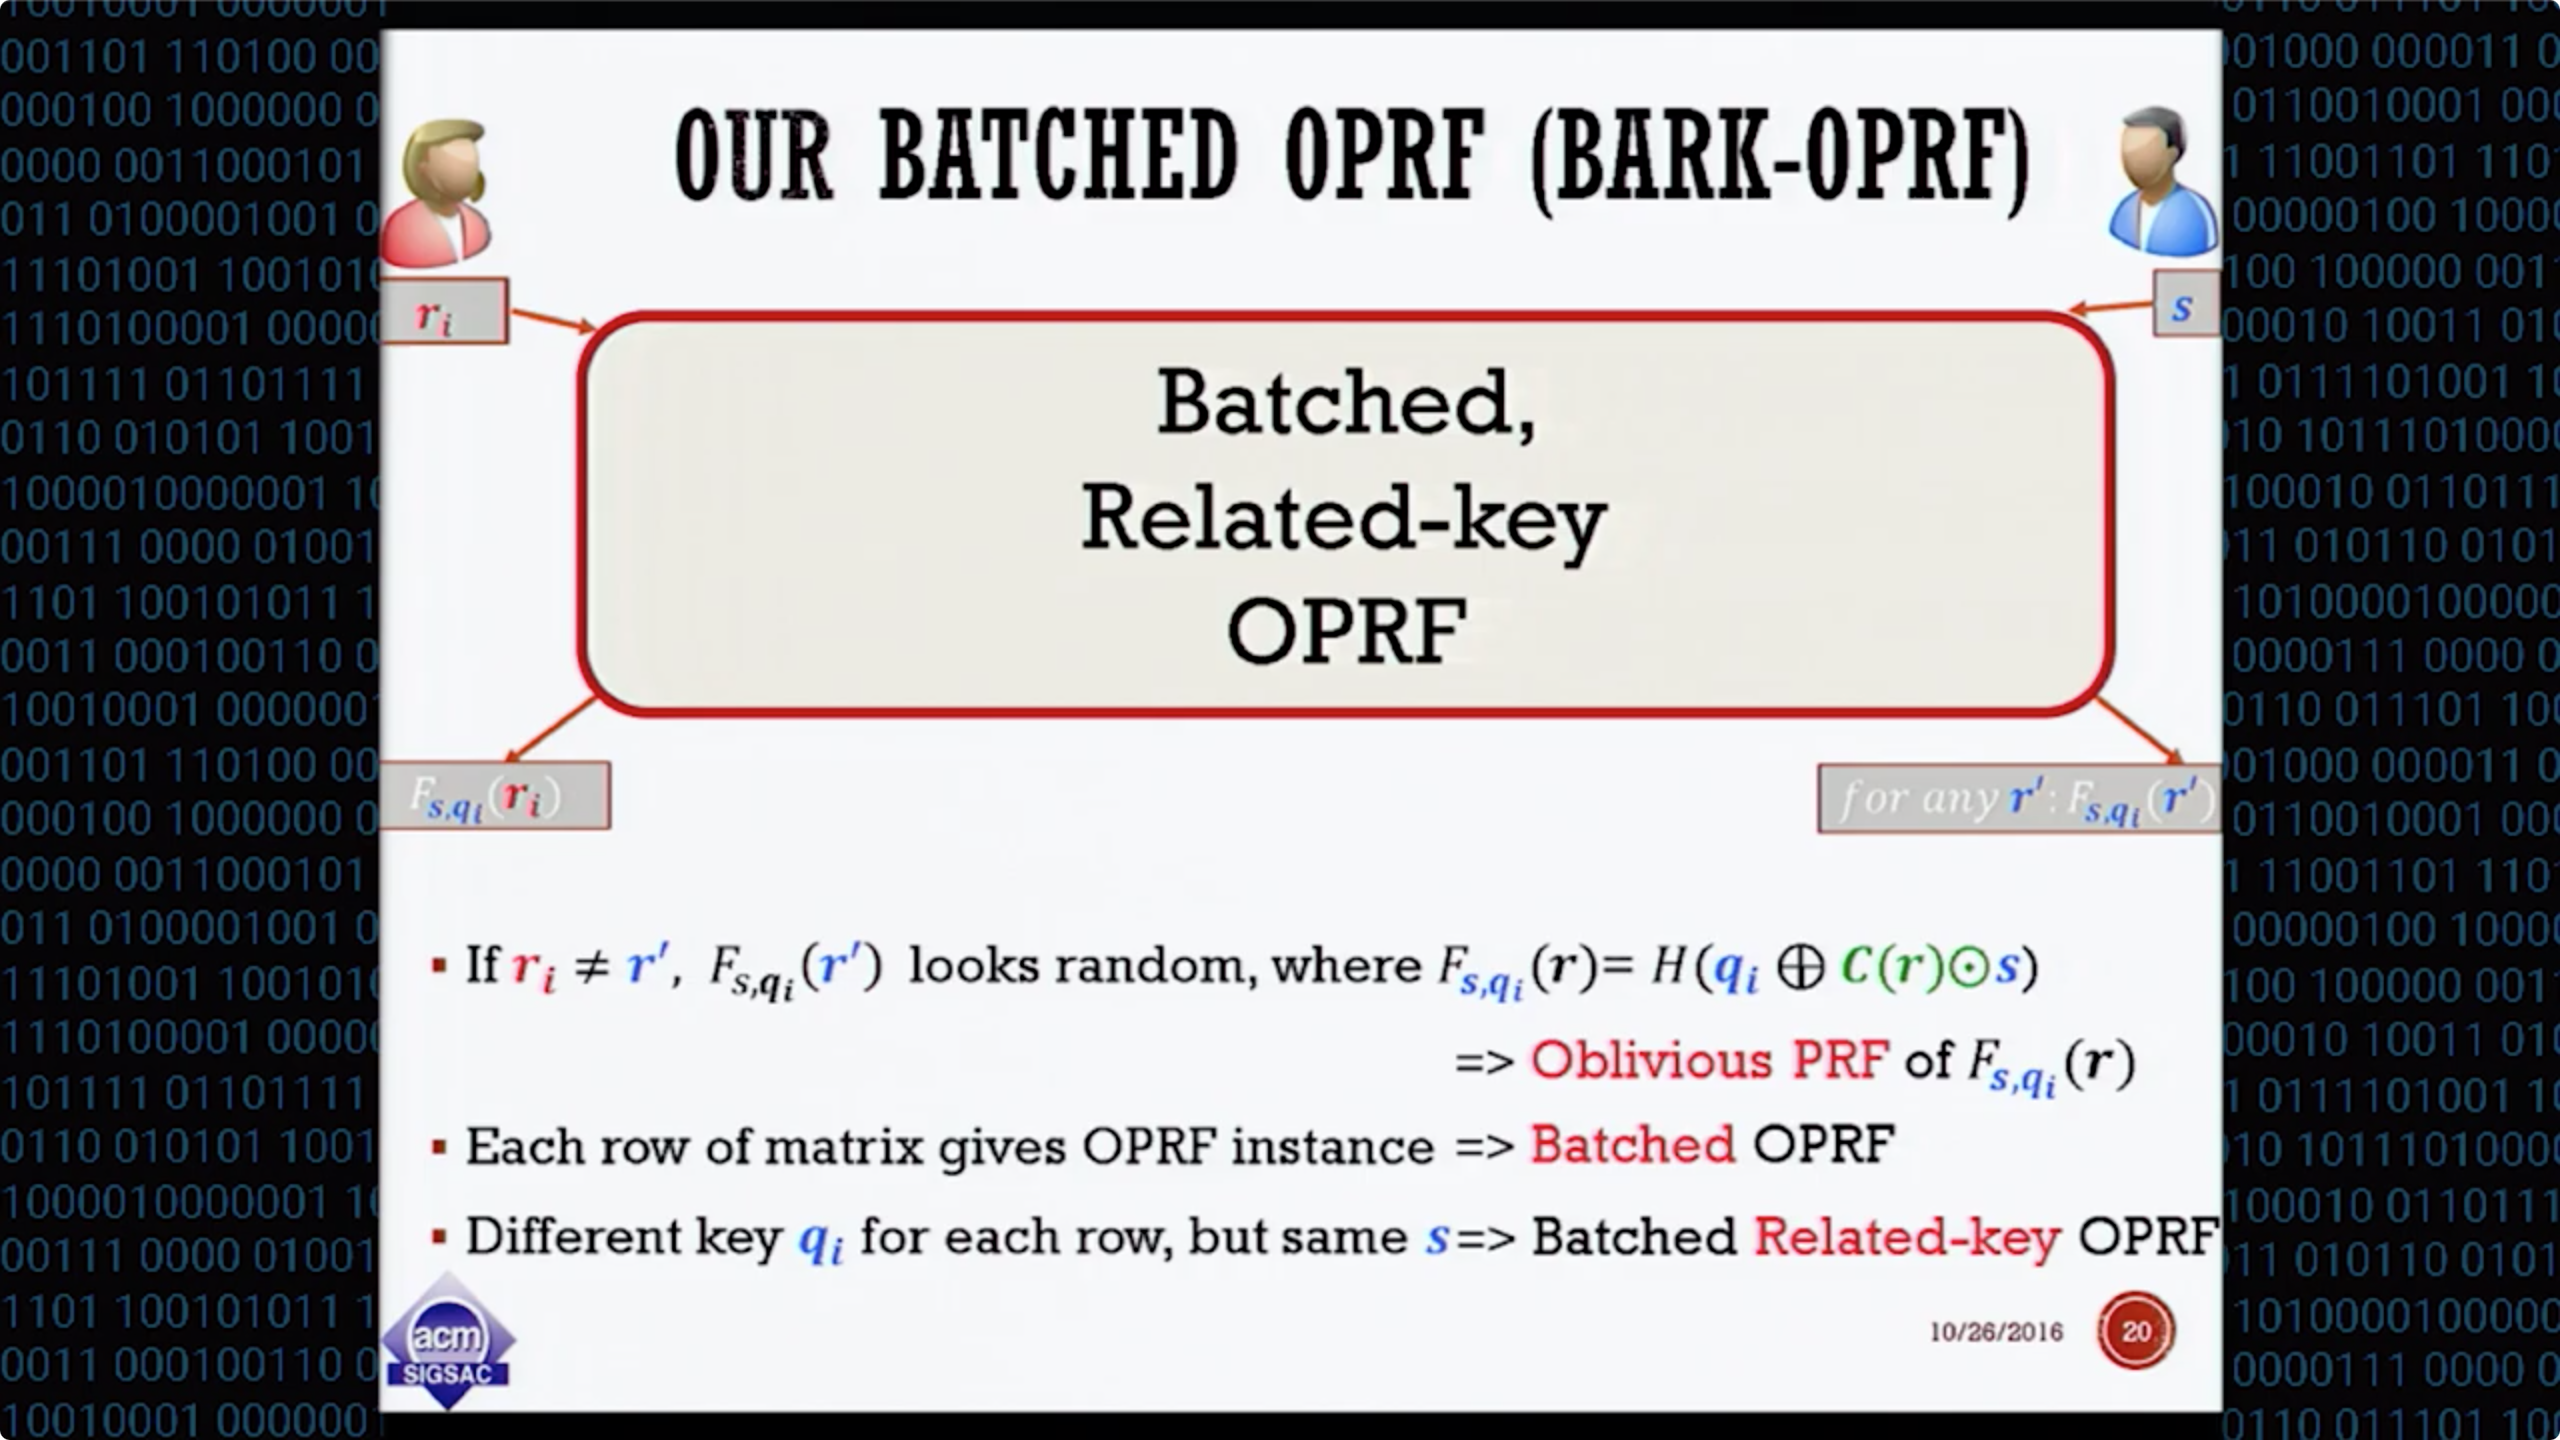 OUR BATCHED OPRF (BARK-OPRF)
r_i
s
Batched,
Related-key
OPRF
F_{s,q_i}(r_i)
for any r′: F_{s,q_i}(r′)
▪ If r_i ≠ r′, F_{s,q_i}(r′) looks random, where F_{s,q_i}(r)= H(q_i ⊕ C(r)⊙s)
=> Oblivious PRF of F_{s,q_i}(r)
▪ Each row of matrix gives OPRF instance => Batched OPRF
▪ Different key q_i for each row, but same s=> Batched Related-key OPRF
acm
SIGSAC
10/26/2016
20